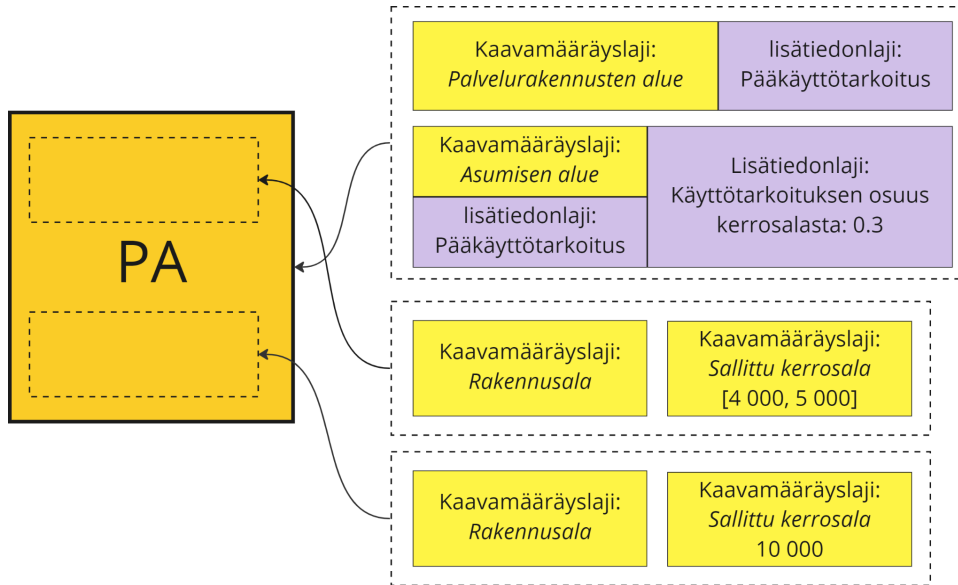 PA
Kaavamääräyslaji:
Palvelurakennusten alue
lisätiedonlaji:
Pääkäyttötarkoitus
Kaavamääräyslaji:
Asumisen alue
lisätiedonlaji:
Pääkäyttötarkoitus
Lisätiedonlaji:
Käyttötarkoituksen osuus
kerrosalasta: 0.3
Kaavamääräyslaji:
Rakennusala
Kaavamääräyslaji:
Sallittu kerrosala
[4 000, 5 000]
Kaavamääräyslaji:
Rakennusala
Kaavamääräyslaji:
Sallittu kerrosala
10 000